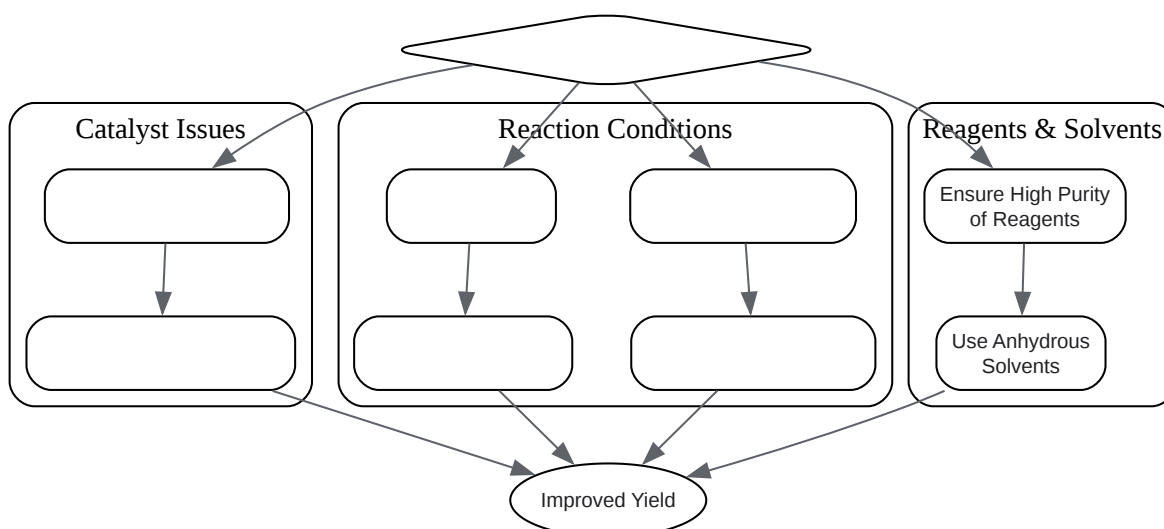 Catalyst Issues
Reaction Conditions
Reagents & Solvents
Ensure High Purity
of Reagents
Use Anhydrous
Solvents
Improved Yield